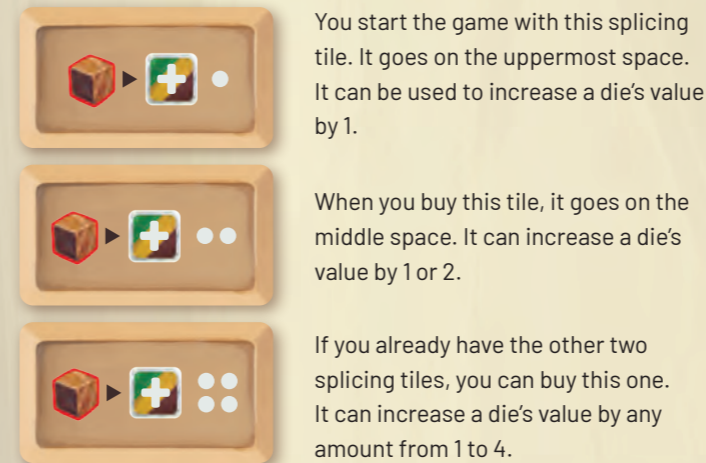 You start the game with this splicing
tile. It goes on the uppermost space.
It can be used to increase a die's value
by 1.
When you buy this tile, it goes on the
middle space. It can increase a die's
value by 1 or 2.
If you already have the other two
splicing tiles, you can buy this one.
It can increase a die's value by any
amount from 1 to 4.